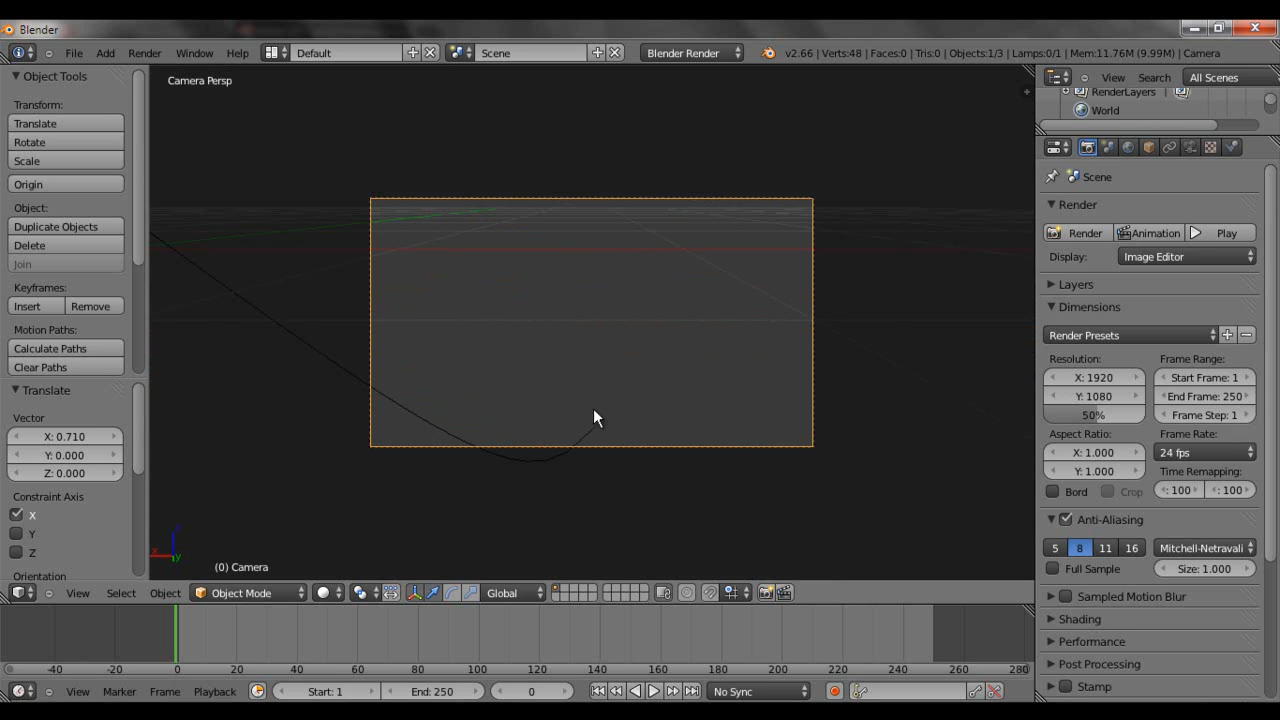 Blender
File Add Render Window Help Default Scene Blender Render v2.66 | Verts:48 | Faces:0 | Tris:0 | Objects:1/3 | Lamps:0/1 | Mem:11.76M (9.99M) | Camera
Object Tools
Transform:
Translate
Rotate
Scale
Origin
Object:
Duplicate Objects
Delete
Join
Keyframes:
Insert Remove
Motion Paths:
Calculate Paths
Clear Paths
Translate
Vector
X: 0.710
Y: 0.000
Z: 0.000
Constraint Axis
X
Y
Z
Orientation
Camera Persp
x
y
(0) Camera
View Select Object Object Mode Global
-40 -20 0 20 40 60 80 100 120 140 160 180 200 220 240 260 280
View Marker Frame Playback Start: 1 End: 250 0 No Sync
View Search All Scenes
RenderLayers
World
Scene
Render
Render Animation Play
Display: Image Editor
Layers
Dimensions
Render Presets
Resolution: Frame Range:
X: 1920 Start Frame: 1
Y: 1080 End Frame: 250
50% Frame Step: 1
Aspect Ratio: Frame Rate:
X: 1.000 24 fps
Y: 1.000 Time Remapping:
Bord Crop : 100 : 100
Anti-Aliasing
5 8 11 16 Mitchell-Netravali
Full Sample Size: 1.000
Sampled Motion Blur
Shading
Performance
Post Processing
Stamp